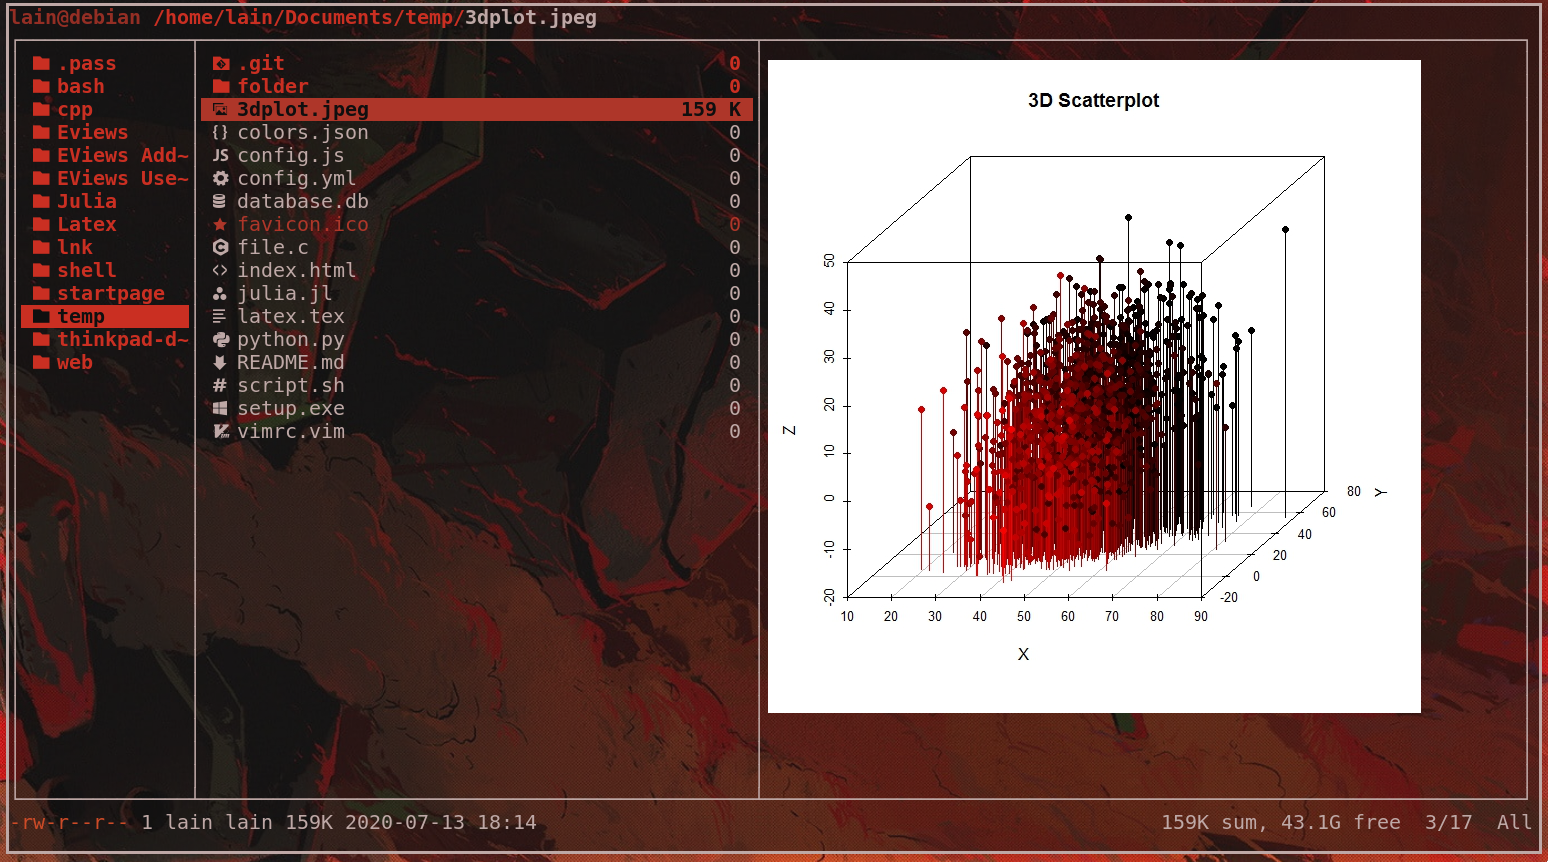 lain@debian /home/lain/Documents/temp/3dplot.jpeg
.pass
bash
cpp
Eviews
EViews Add~
EViews Use~
Julia
Latex
lnk
shell
startpage
temp
thinkpad-d~
web
.git 0
folder 0
3dplot.jpeg 159 K
colors.json 0
JS config.js 0
config.yml 0
database.db 0
favicon.ico 0
file.c 0
index.html 0
julia.jl 0
latex.tex 0
python.py 0
README.md 0
script.sh 0
setup.exe 0
vimrc.vim 0
3D Scatterplot
50
40
30
20
10
0
-10
-20
Z
10 20 30 40 50 60 70 80 90
X
80
60
40
20
0
-20
Y
-rw-r--r-- 1 lain lain 159K 2020-07-13 18:14
159K sum, 43.1G free 3/17 All